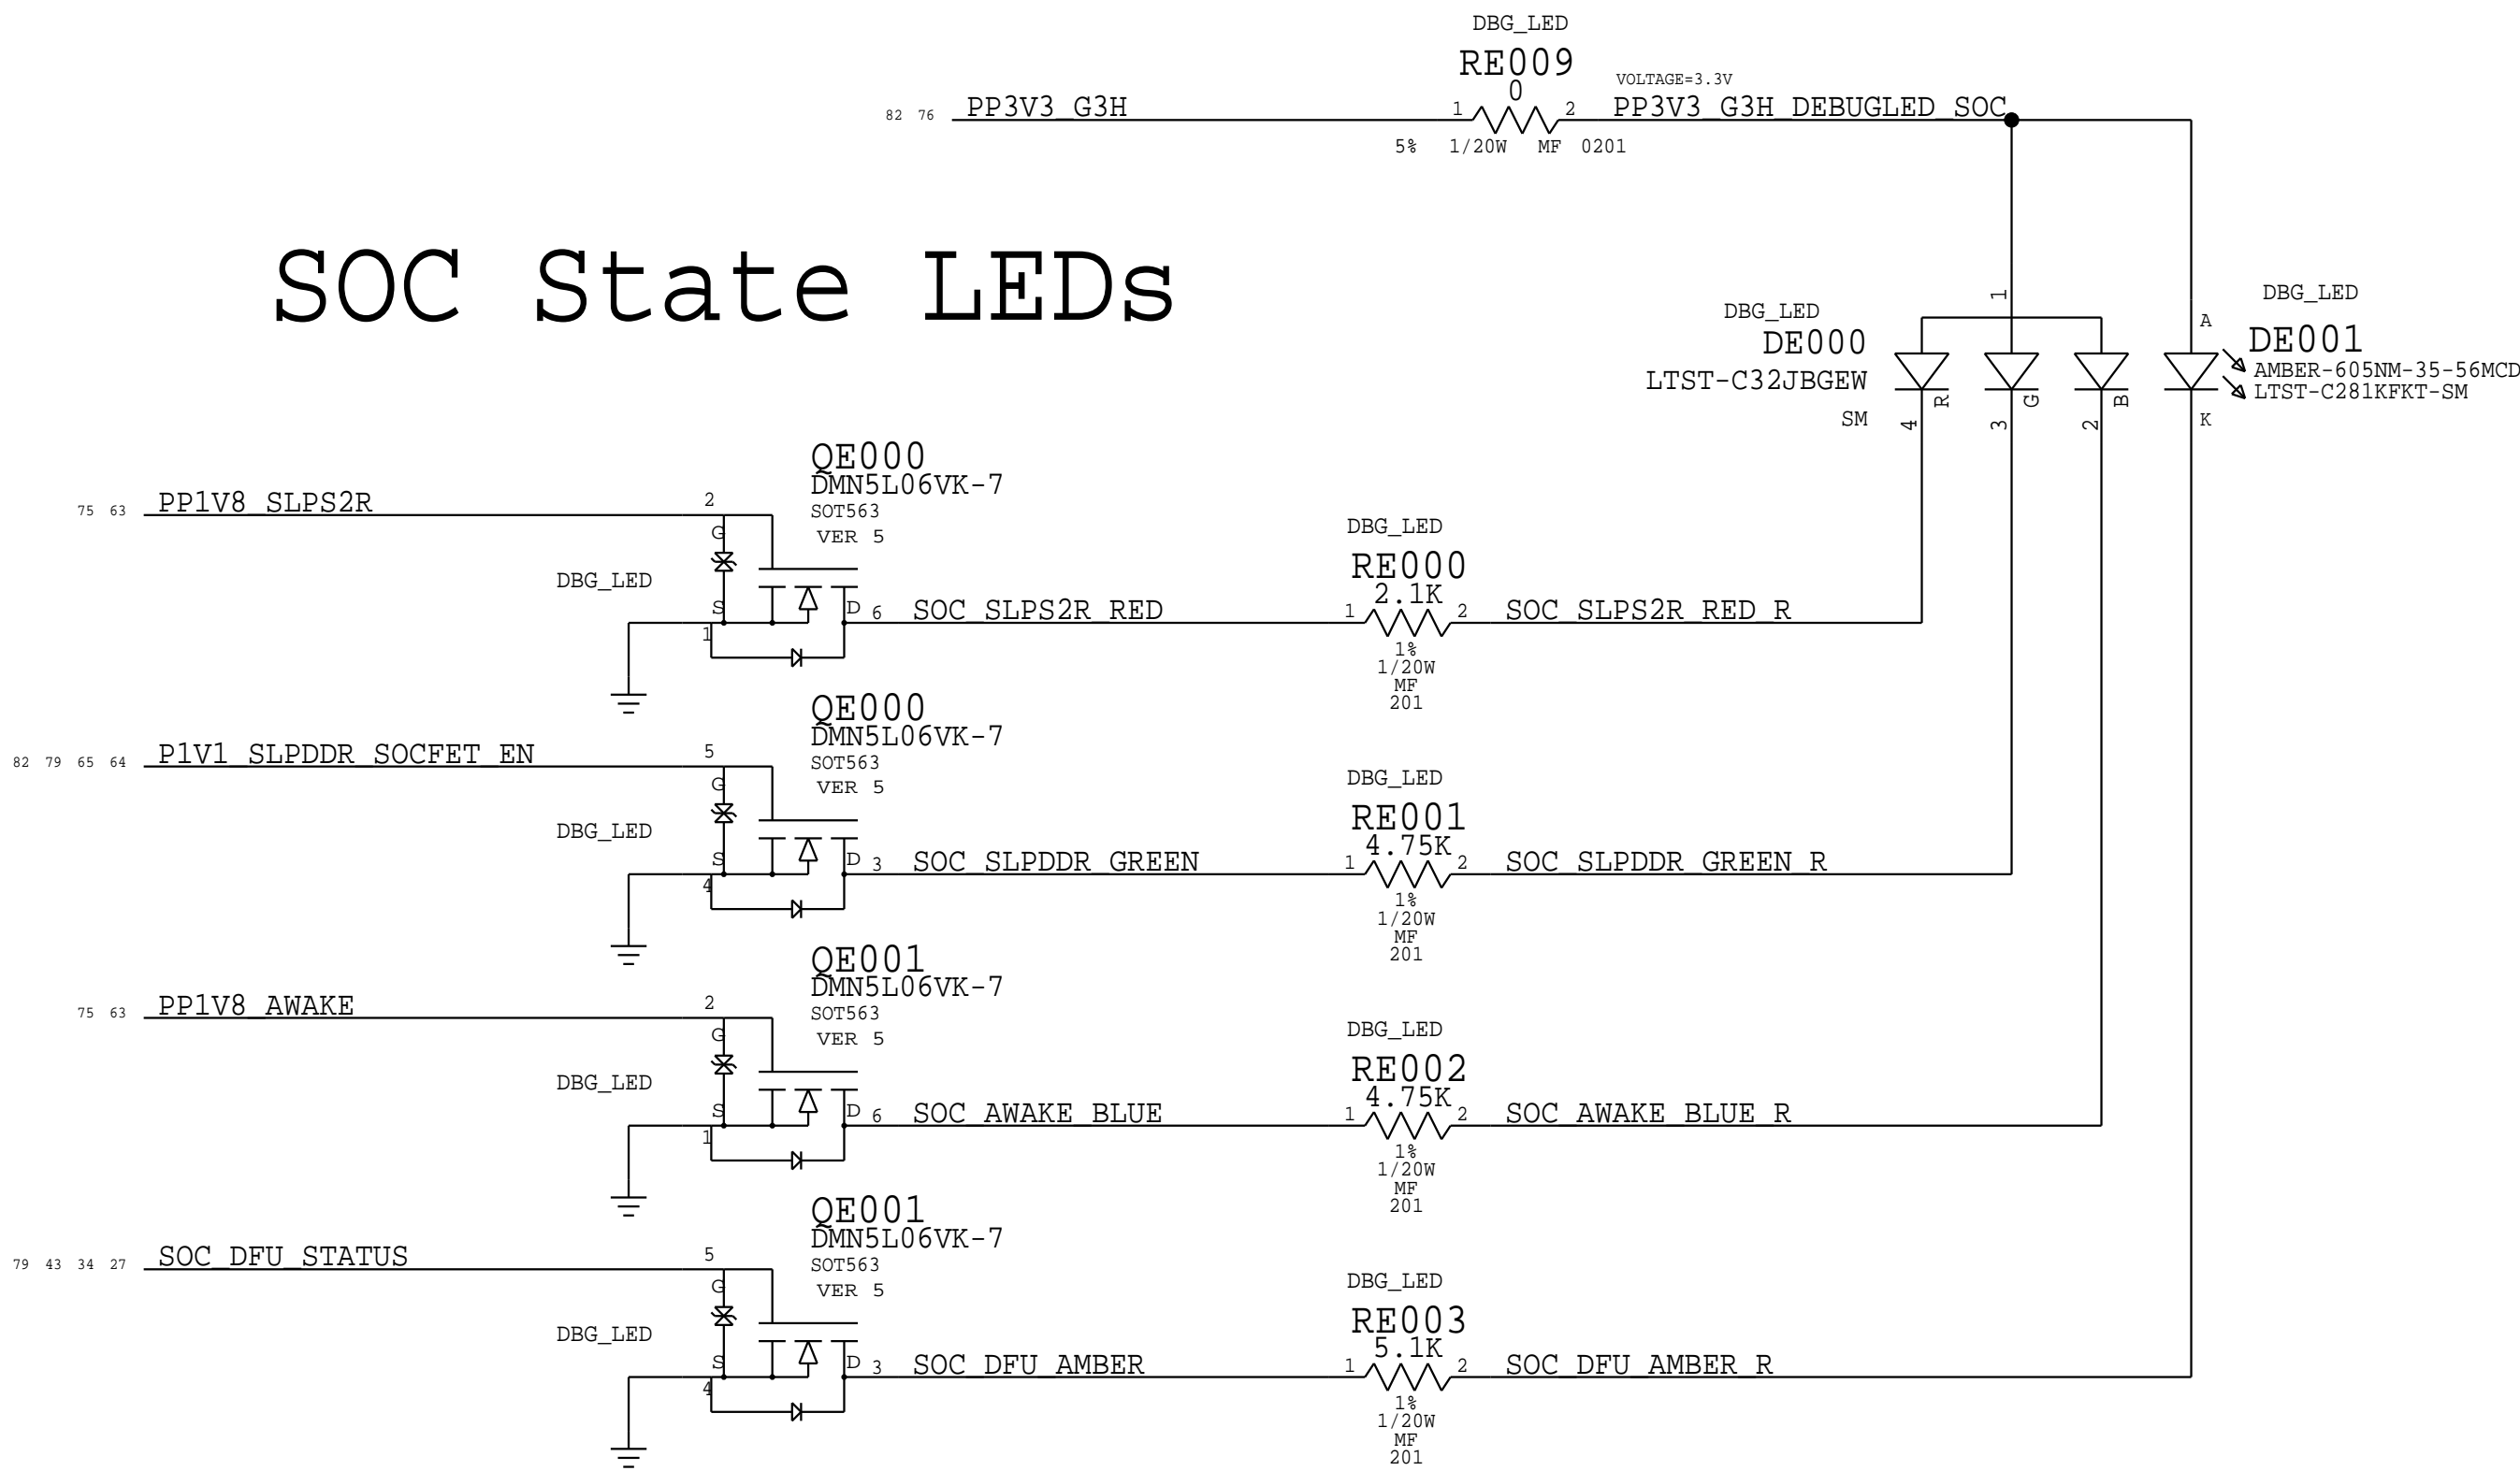 DBG_LED
RE009
0
VOLTAGE=3.3V
82 76 PP3V3_G3H 1 2 PP3V3_G3H_DEBUGLED_SOC
5% 1/20W MF 0201
SOC State LEDs
1
DBG_LED
DE000
LTST-C32JBGEW
SM
4 R
3 G
2 B
DBG_LED
A
DE001
AMBER-605NM-35-56MCD
LTST-C281KFKT-SM
K
QE000
DMN5L06VK-7
SOT563
VER 5
75 63 PP1V8_SLPS2R 2
G
DBG_LED
S
1
D 6 SOC_SLPS2R_RED
DBG_LED
RE000
2.1K
1 2 SOC_SLPS2R_RED_R
1%
1/20W
MF
201
QE000
DMN5L06VK-7
SOT563
VER 5
82 79 65 64 P1V1_SLPDDR_SOCFET_EN 5
G
DBG_LED
S
4
D 3 SOC_SLPDDR_GREEN
DBG_LED
RE001
4.75K
1 2 SOC_SLPDDR_GREEN_R
1%
1/20W
MF
201
QE001
DMN5L06VK-7
SOT563
VER 5
75 63 PP1V8_AWAKE 2
G
DBG_LED
S
1
D 6 SOC_AWAKE_BLUE
DBG_LED
RE002
4.75K
1 2 SOC_AWAKE_BLUE_R
1%
1/20W
MF
201
QE001
DMN5L06VK-7
SOT563
VER 5
79 43 34 27 SOC_DFU_STATUS 5
G
DBG_LED
S
4
D 3 SOC_DFU_AMBER
DBG_LED
RE003
5.1K
1 2 SOC_DFU_AMBER_R
1%
1/20W
MF
201